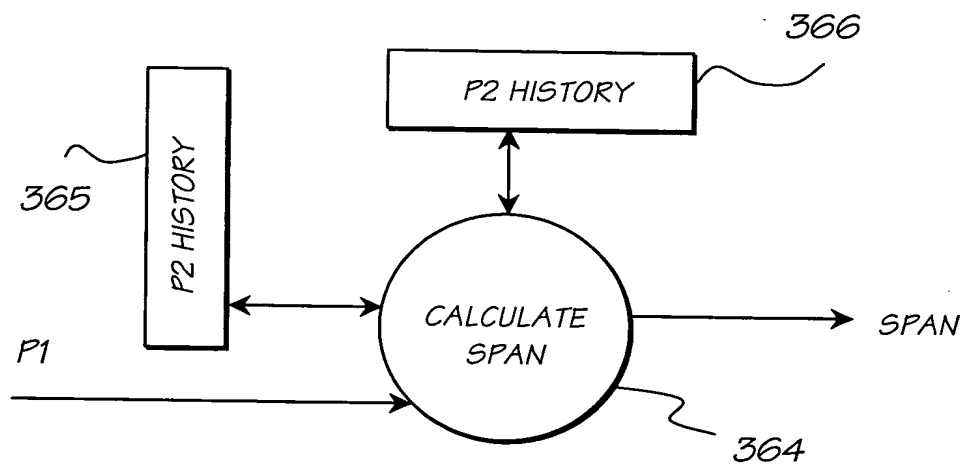 366
P2 HISTORY
365
P2 HISTORY
CALCULATE
SPAN
SPAN
P1
364